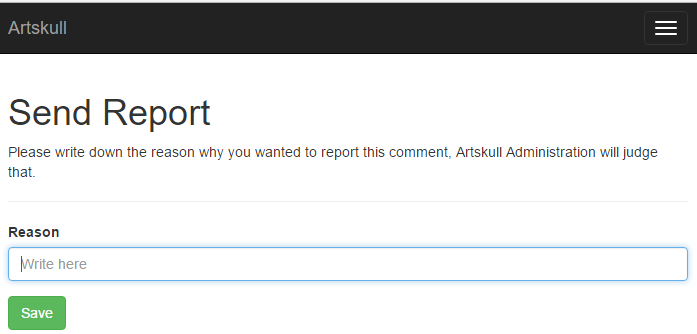 Artskull
Send Report
Please write down the reason why you wanted to report this comment, Artskull Administration will judge
that.
Reason
Write here
Save